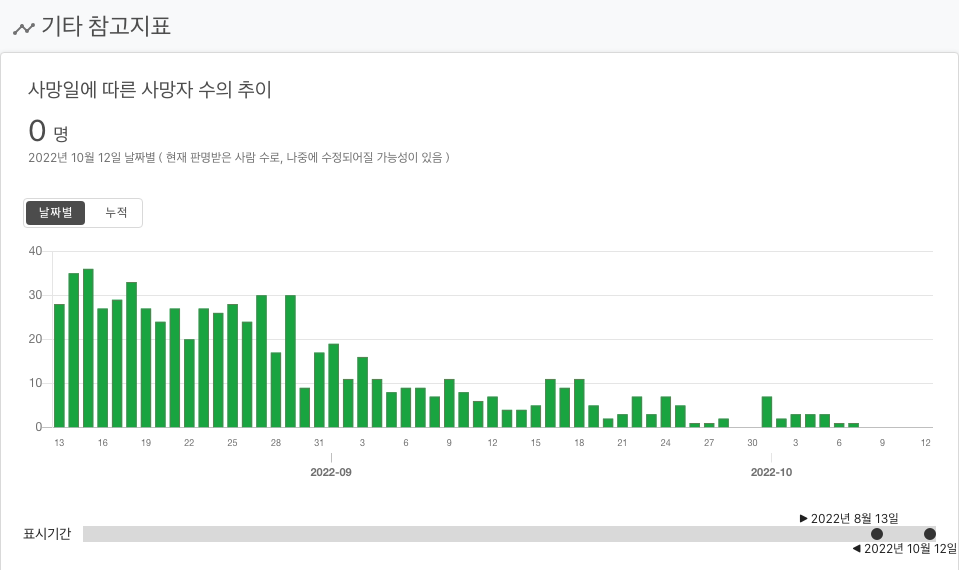 기타 참고지표
사망일에 따른 사망자 수의 추이
0 명
2022년 10월 12일 날짜별 ( 현재 판명받은 사람 수로, 나중에 수정되어질 가능성이 있음 )
날짜별 누적
40
30
20
10
0
13 16 19 22 25 28 31 3 6 9 12 15 18 21 24 27 30 3 6 9 12
2022-09 2022-10
▶ 2022년 8월 13일
표시기간
◀ 2022년 10월 12일